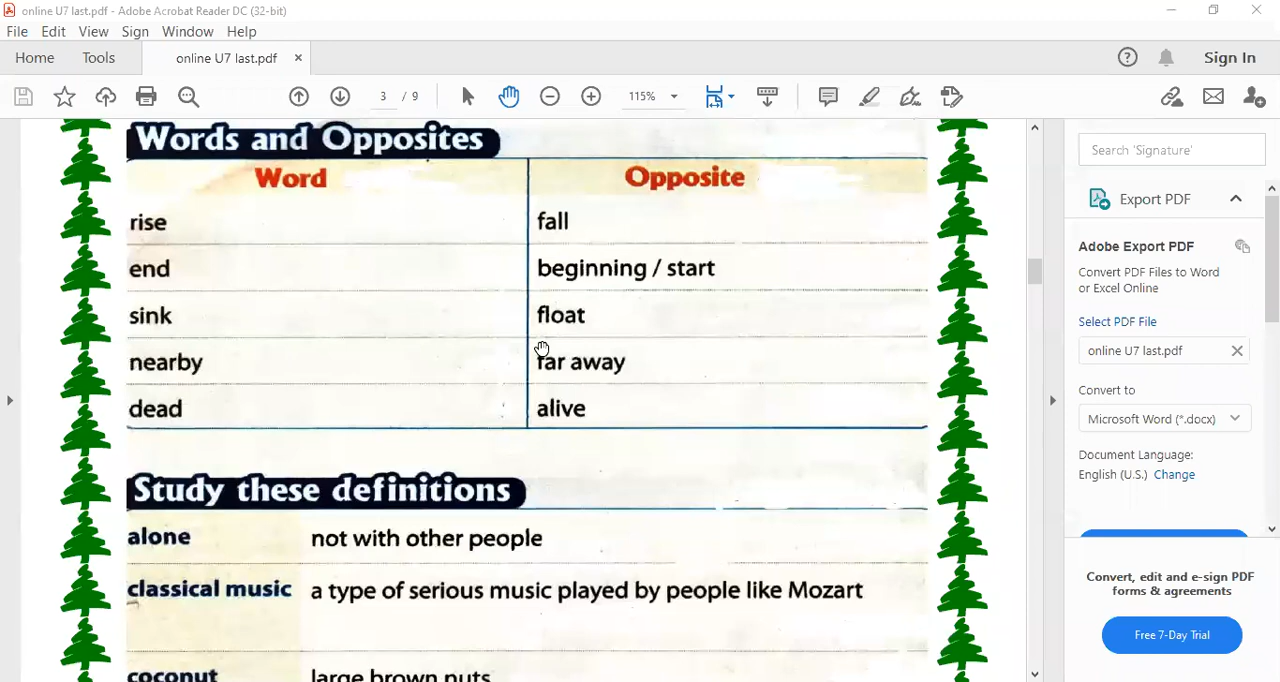 online U7 last.pdf - Adobe Acrobat Reader DC (32-bit)
File Edit View Sign Window Help
Home Tools online U7 last.pdf × Sign In
3 / 9 115%
Words and Opposites
Word Opposite
rise fall
end beginning / start
sink float
nearby far away
dead alive
Study these definitions
alone not with other people
classical music a type of serious music played by people like Mozart
coconut large brown nuts
Search 'Signature'
Export PDF
Adobe Export PDF
Convert PDF Files to Word
or Excel Online
Select PDF File
online U7 last.pdf
Convert to
Microsoft Word (*.docx)
Document Language:
English (U.S.) Change
Convert, edit and e-sign PDF
forms & agreements
Free 7-Day Trial